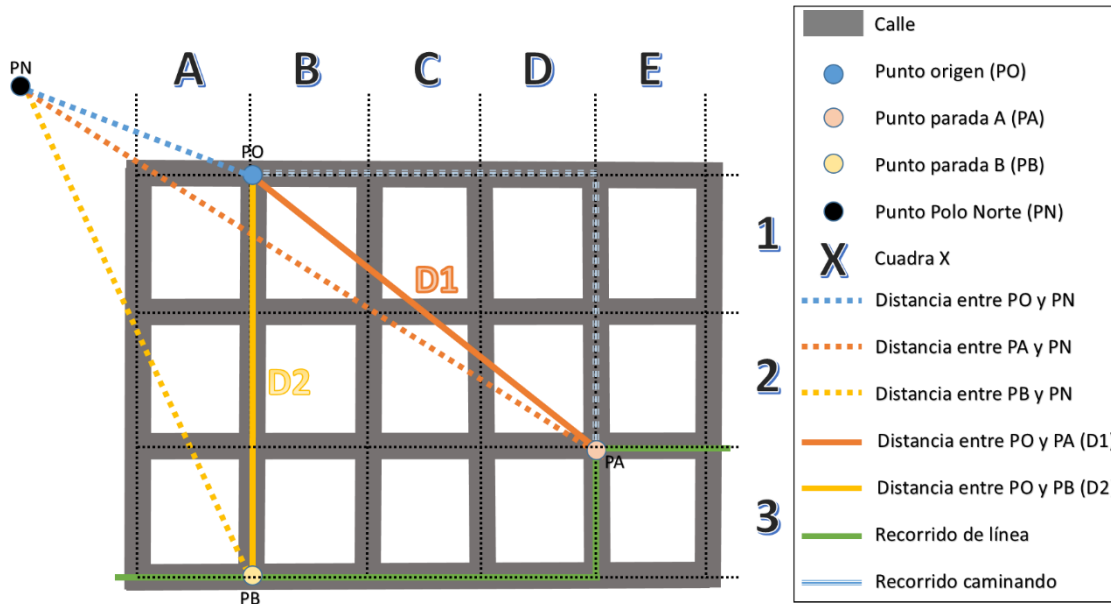 PN
A B C D E
PO
1
D1
2
D2
PA
3
PB
Calle
Punto origen (PO)
Punto parada A (PA)
Punto parada B (PB)
Punto Polo Norte (PN)
X Cuadra X
Distancia entre PO y PN
Distancia entre PA y PN
Distancia entre PB y PN
Distancia entre PO y PA (D1)
Distancia entre PO y PB (D2
Recorrido de línea
Recorrido caminando